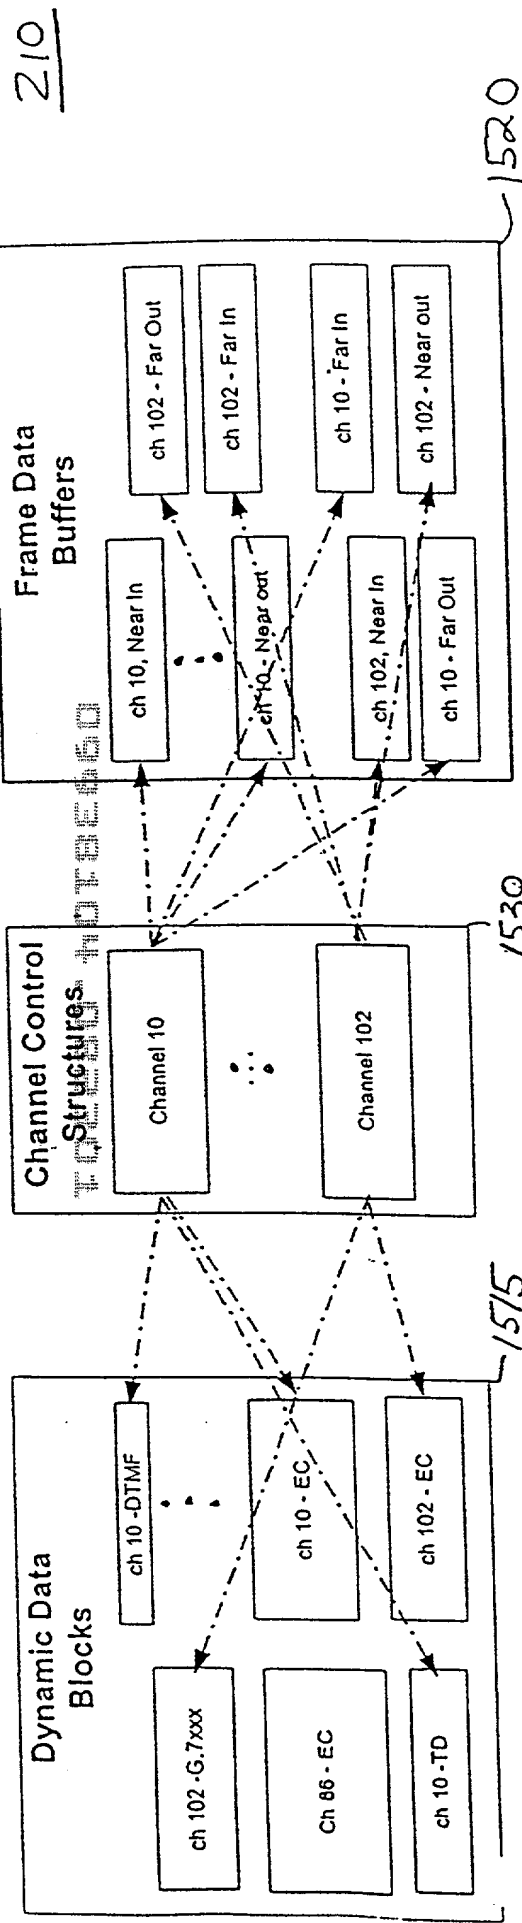 210
Dynamic Data
Blocks
ch 102 -G.7xxx
Ch 86 - EC
ch 10 -TD
ch 10 -DTMF
ch 10 - EC
ch 102 - EC
1515
Channel Control
Structures
Channel 10
Channel 102
1530
Frame Data
Buffers
ch 10, Near In
ch 10 - Near out
ch 102, Near In
ch 10 - Far Out
ch 102 - Far Out
ch 102 - Far In
ch 10 - Far In
ch 102 - Near out
1520